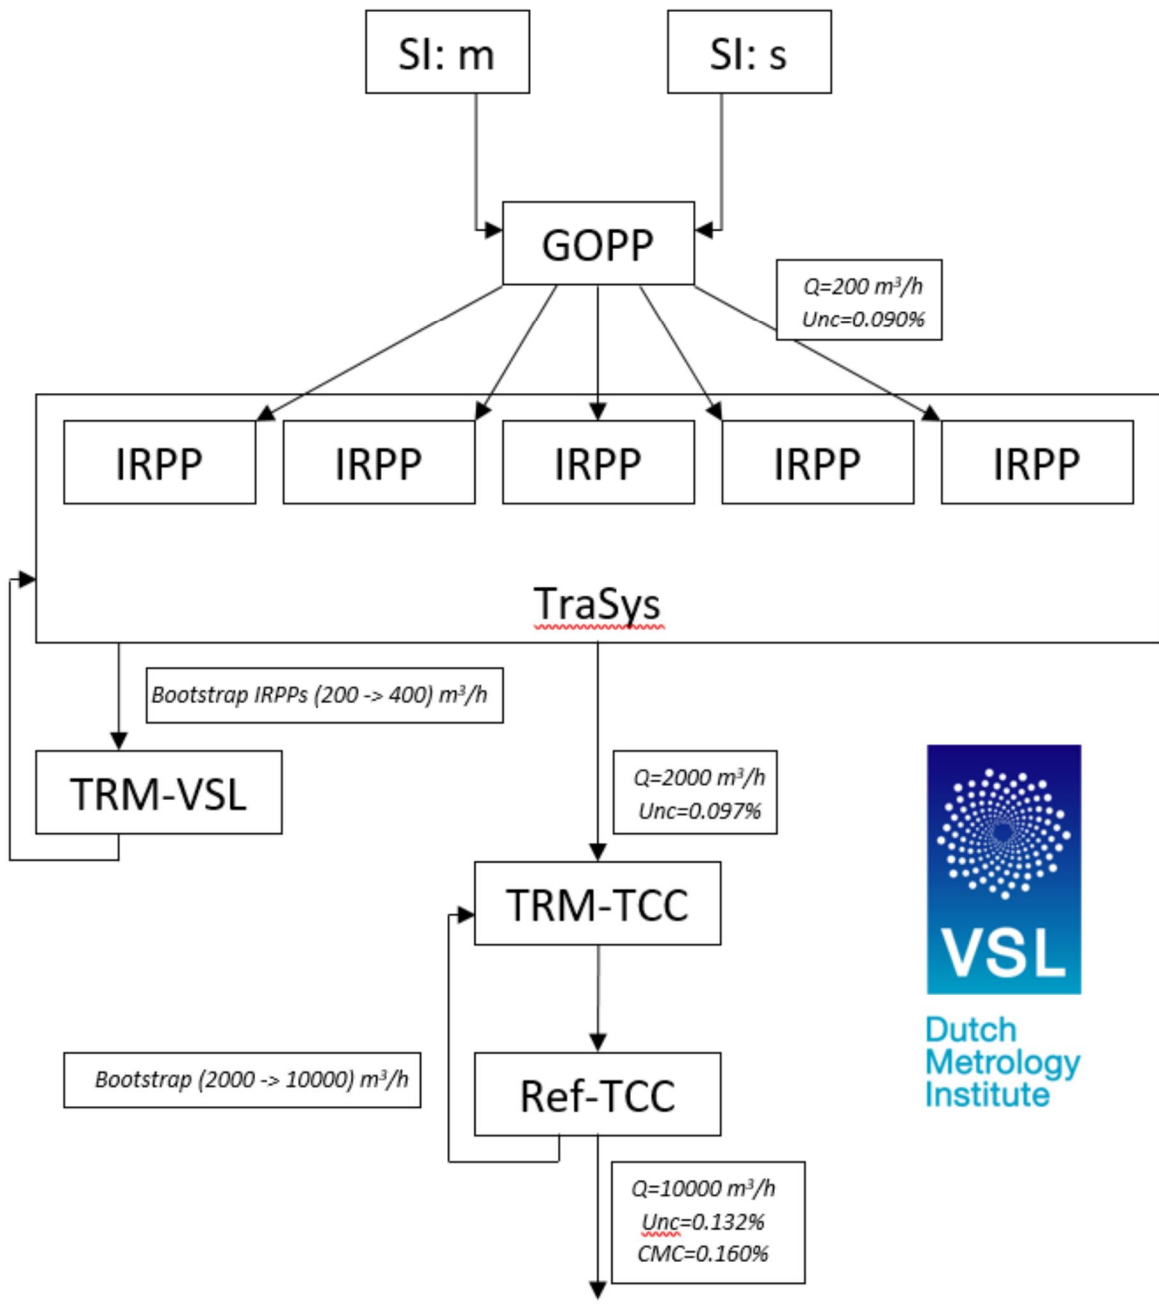 SI: m
SI: s
GOPP
Q=200 m³/h
Unc=0.090%
IRPP
IRPP
IRPP
IRPP
IRPP
TraSys
Bootstrap IRPPs (200 -> 400) m³/h
TRM-VSL
Q=2000 m³/h
Unc=0.097%
TRM-TCC
VSL
Dutch
Metrology
Institute
Bootstrap (2000 -> 10000) m³/h
Ref-TCC
Q=10000 m³/h
Unc=0.132%
CMC=0.160%